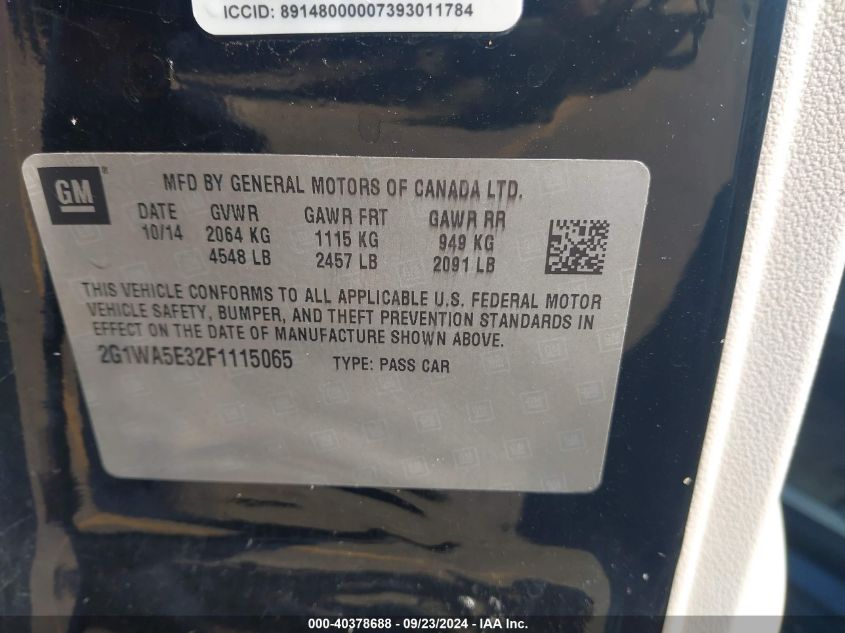 ICCID: 89148000007393011784
GM ®
MFD BY GENERAL MOTORS OF CANADA LTD.
DATE GVWR GAWR FRT GAWR RR
10/14 2064 KG 1115 KG 949 KG
4548 LB 2457 LB 2091 LB
THIS VEHICLE CONFORMS TO ALL APPLICABLE U.S. FEDERAL MOTOR
VEHICLE SAFETY, BUMPER, AND THEFT PREVENTION STANDARDS IN
EFFECT ON THE DATE OF MANUFACTURE SHOWN ABOVE.
2G1WA5E32F1115065 TYPE: PASS CAR
000-40378688 - 09/23/2024 - IAA Inc.